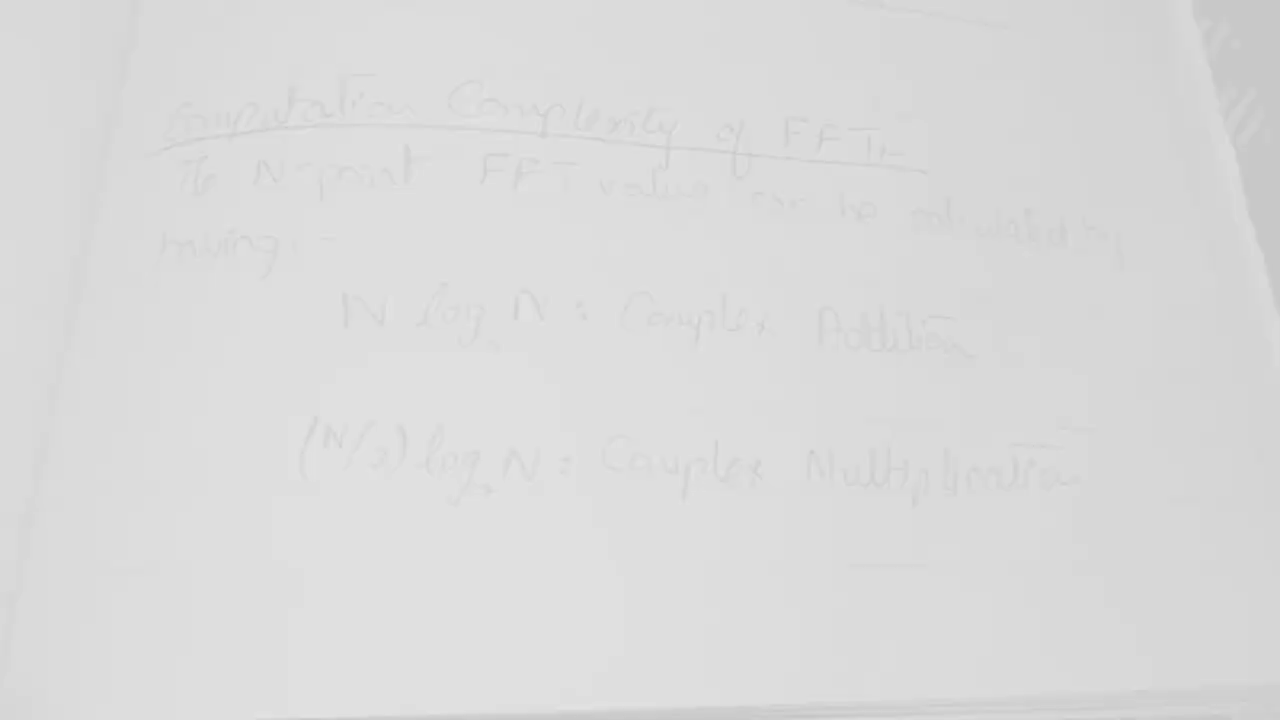 Computation Complexity of FFT:-
The N-point FFT value can be calculated by
having:-
N log₂ N = Complex Addition
(N/2) log₂ N = Complex Multiplication